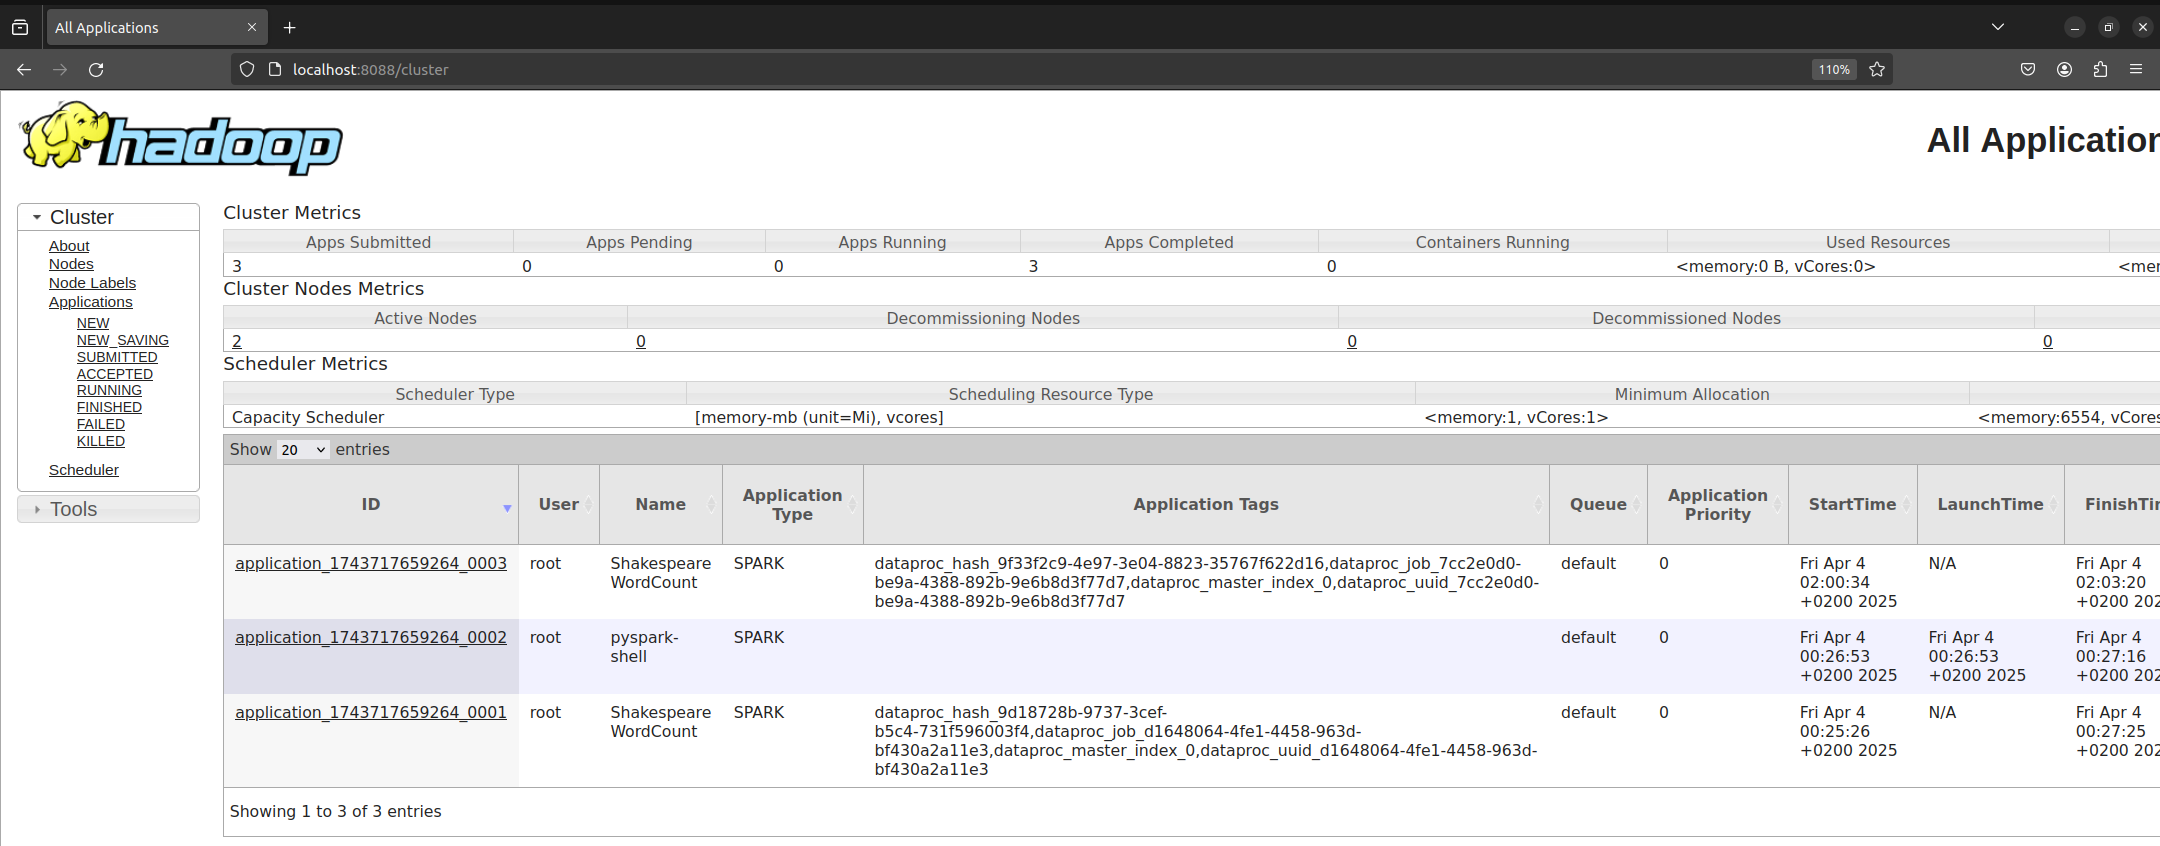 All Applications
localhost:8088/cluster
110%
hadoop
All Application
Cluster
About
Nodes
Node Labels
Applications
NEW
NEW_SAVING
SUBMITTED
ACCEPTED
RUNNING
FINISHED
FAILED
KILLED
Scheduler
Tools
Cluster Metrics
Apps Submitted Apps Pending Apps Running Apps Completed Containers Running Used Resources
3 0 0 3 0 <memory:0 B, vCores:0> <mem
Cluster Nodes Metrics
Active Nodes Decommissioning Nodes Decommissioned Nodes
2 0 0 0
Scheduler Metrics
Scheduler Type Scheduling Resource Type Minimum Allocation
Capacity Scheduler [memory-mb (unit=Mi), vcores] <memory:1, vCores:1> <memory:6554, vCores
Show 20 entries
ID User Name Application Type Application Tags Queue Application Priority StartTime LaunchTime FinishTim
application_1743717659264_0003 root Shakespeare SPARK dataproc_hash_9f33f2c9-4e97-3e04-8823-35767f622d16,dataproc_job_7cc2e0d0- default 0 Fri Apr 4 N/A Fri Apr 4
WordCount be9a-4388-892b-9e6b8d3f77d7,dataproc_master_index_0,dataproc_uuid_7cc2e0d0- 02:00:34 02:03:20
be9a-4388-892b-9e6b8d3f77d7 +0200 2025 +0200 202
application_1743717659264_0002 root pyspark- SPARK default 0 Fri Apr 4 Fri Apr 4 Fri Apr 4
shell 00:26:53 00:26:53 00:27:16
+0200 2025 +0200 2025 +0200 202
application_1743717659264_0001 root Shakespeare SPARK dataproc_hash_9d18728b-9737-3cef- default 0 Fri Apr 4 N/A Fri Apr 4
WordCount b5c4-731f596003f4,dataproc_job_d1648064-4fe1-4458-963d- 00:25:26 00:27:25
bf430a2a11e3,dataproc_master_index_0,dataproc_uuid_d1648064-4fe1-4458-963d- +0200 2025 +0200 202
bf430a2a11e3
Showing 1 to 3 of 3 entries